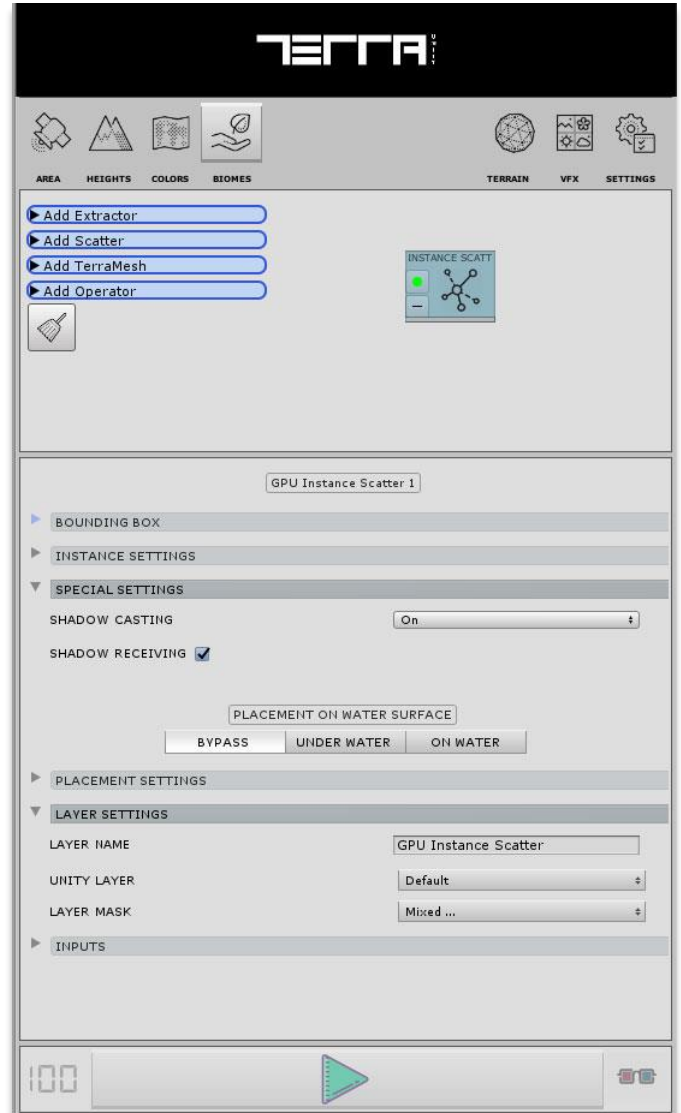 TERRA UNITY
AREA HEIGHTS COLORS BIOMES TERRAIN VFX SETTINGS
Add Extractor
Add Scatter
Add TerraMesh
Add Operator
INSTANCE SCATT
GPU Instance Scatter 1
BOUNDING BOX
INSTANCE SETTINGS
SPECIAL SETTINGS
SHADOW CASTING On
SHADOW RECEIVING
PLACEMENT ON WATER SURFACE
BYPASS UNDER WATER ON WATER
PLACEMENT SETTINGS
LAYER SETTINGS
LAYER NAME GPU Instance Scatter
UNITY LAYER Default
LAYER MASK Mixed ...
INPUTS
100